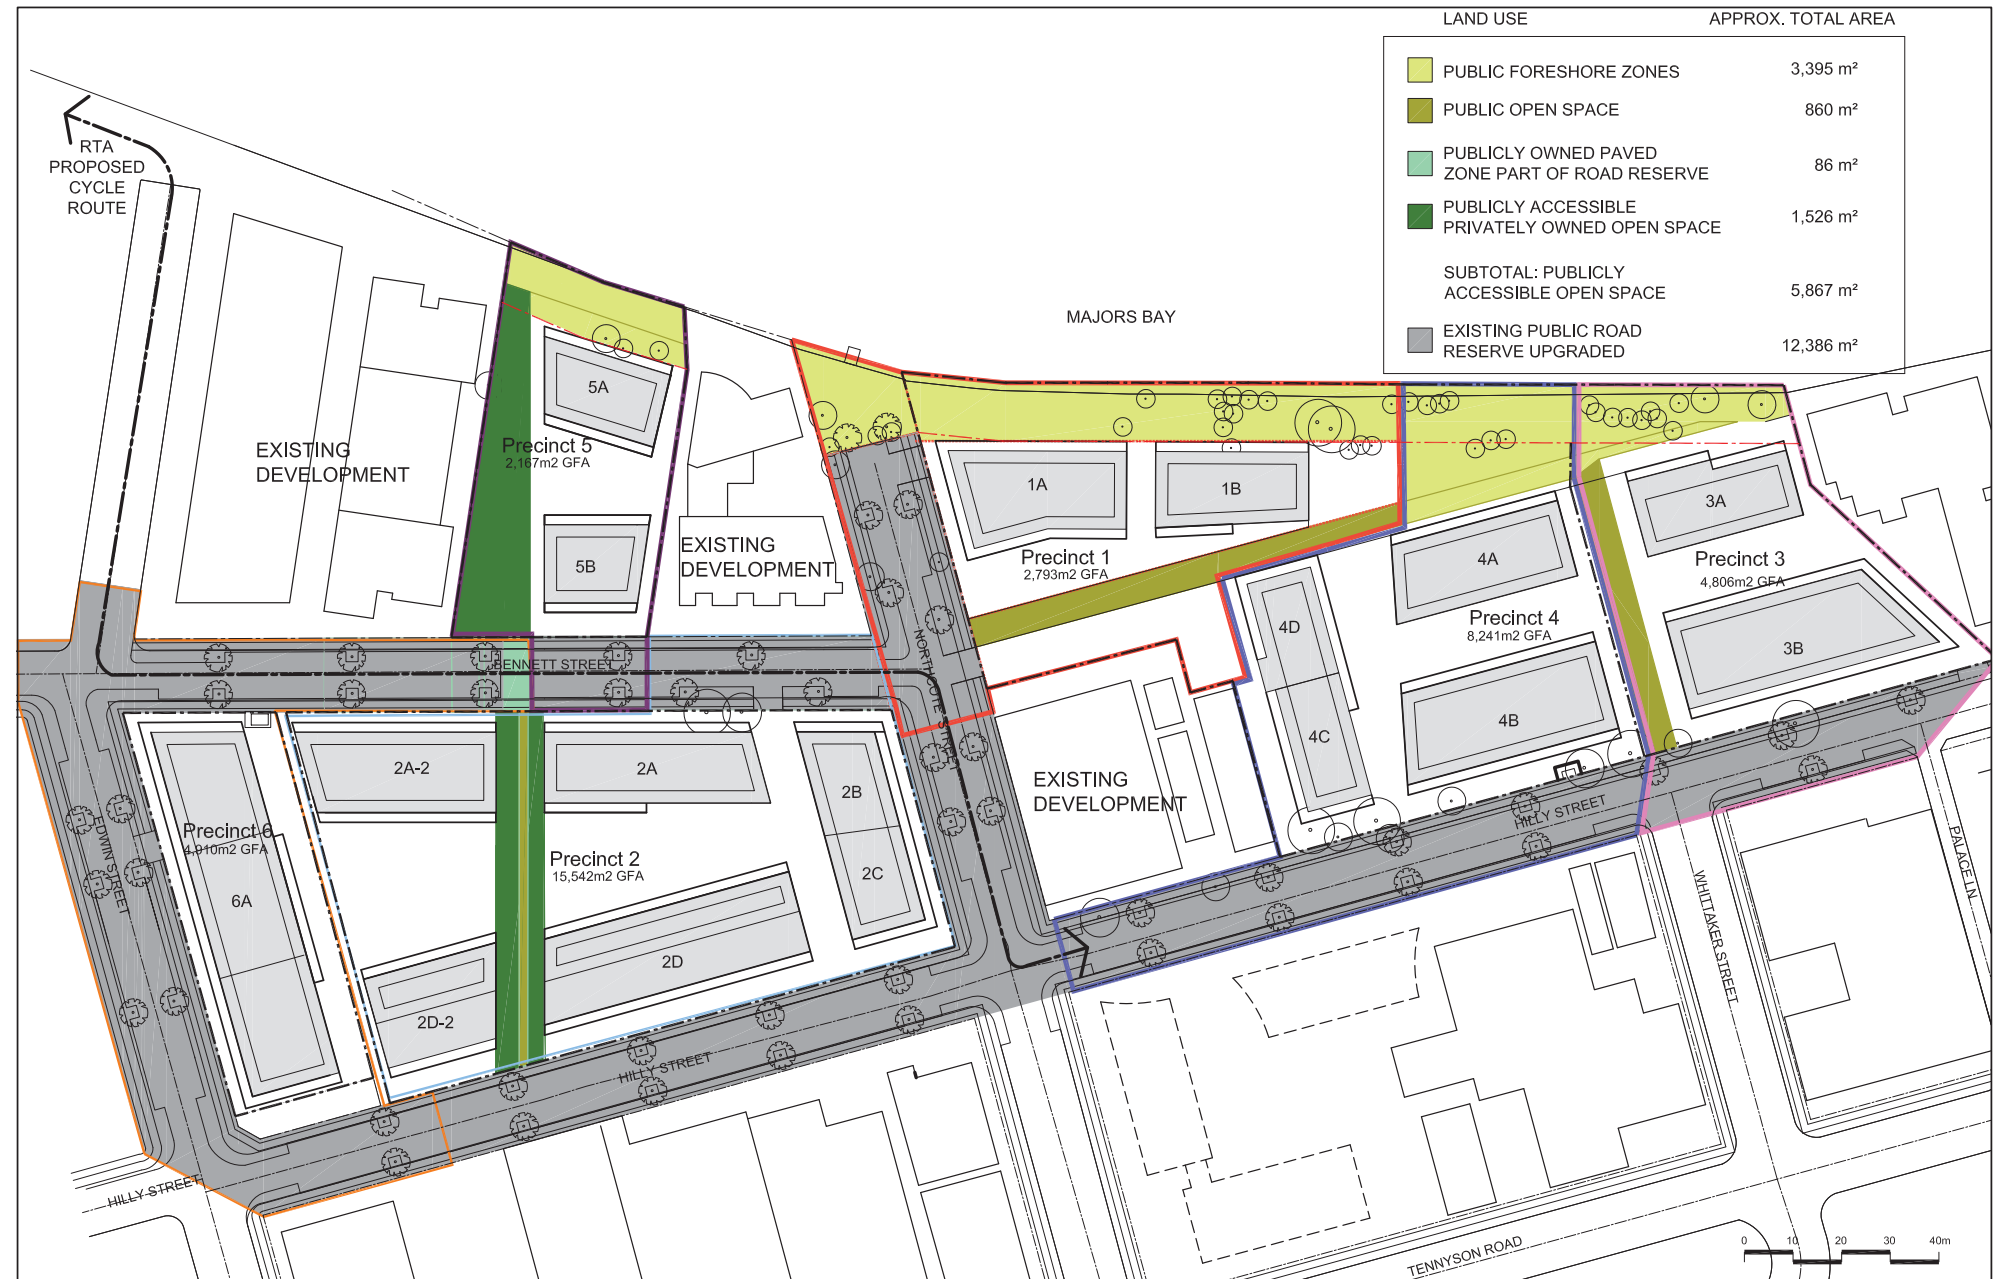 LAND USE
APPROX. TOTAL AREA
PUBLIC FORESHORE ZONES
3,395 m²
PUBLIC OPEN SPACE
860 m²
PUBLICLY OWNED PAVED
ZONE PART OF ROAD RESERVE
86 m²
PUBLICLY ACCESSIBLE
PRIVATELY OWNED OPEN SPACE
1,526 m²
SUBTOTAL: PUBLICLY
ACCESSIBLE OPEN SPACE
5,867 m²
EXISTING PUBLIC ROAD
RESERVE UPGRADED
12,386 m²
RTA
PROPOSED
CYCLE
ROUTE
MAJORS BAY
EXISTING
DEVELOPMENT
Precinct 5
2,167m2 GFA
5A
5B
EXISTING
DEVELOPMENT
1A
1B
Precinct 1
2,793m2 GFA
3A
Precinct 3
4,806m2 GFA
3B
4A
Precinct 4
8,241m2 GFA
4D
4C
4B
BENNETT STREET
NORTHCOTE STREET
2A-2
2A
2B
2C
EXISTING
DEVELOPMENT
HILLY STREET
Precinct 6
4,910m2 GFA
6A
EDWIN STREET
Precinct 2
15,542m2 GFA
2D
2D-2
HILLY STREET
WHITTAKER STREET
PALACE LN
HILLY STREET
TENNYSON ROAD
0 10 20 30 40m